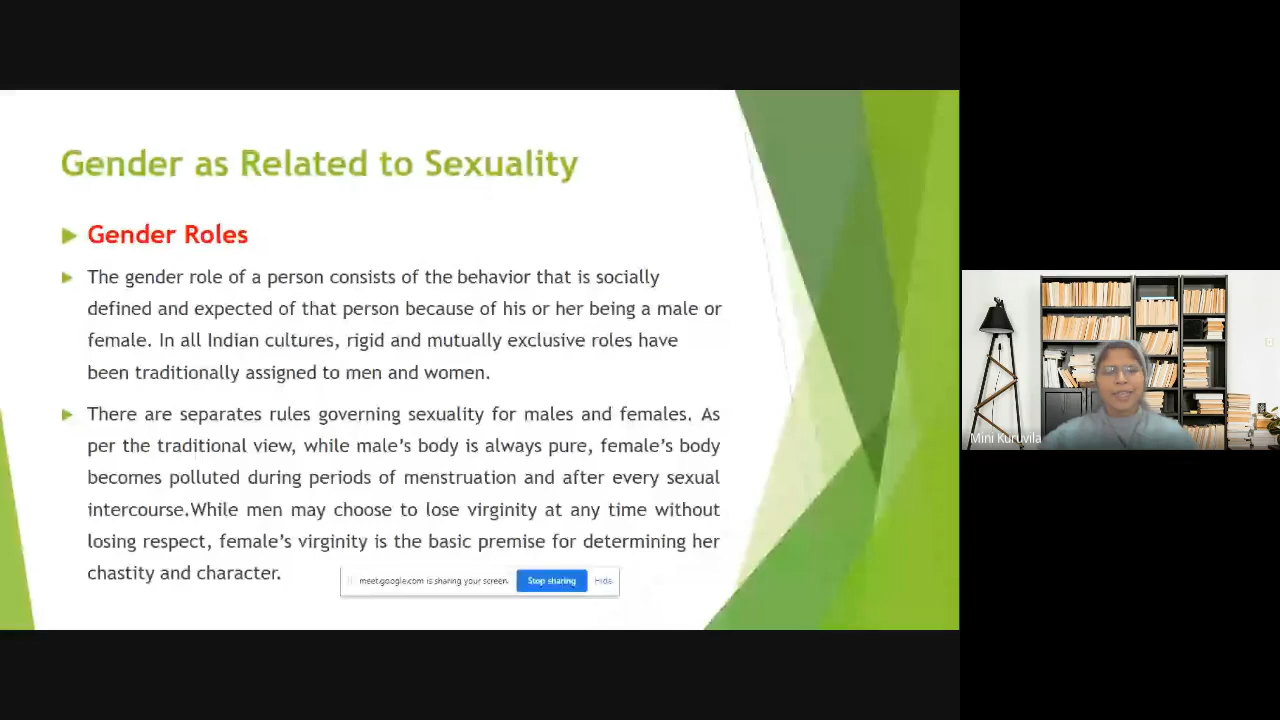 Gender as Related to Sexuality
Gender Roles
The gender role of a person consists of the behavior that is socially
defined and expected of that person because of his or her being a male or
female. In all Indian cultures, rigid and mutually exclusive roles have
been traditionally assigned to men and women.
There are separates rules governing sexuality for males and females. As
per the traditional view, while male's body is always pure, female's body
becomes polluted during periods of menstruation and after every sexual
intercourse.While men may choose to lose virginity at any time without
losing respect, female's virginity is the basic premise for determining her
chastity and character.
meet.google.com is sharing your screen.
Stop sharing
Hide
Mini Kuruvila